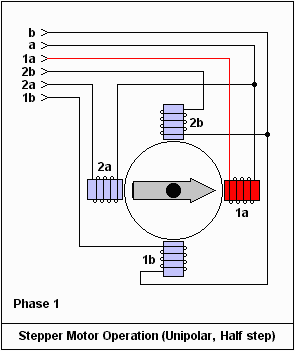 b
a
1a
2b
2a
1b
2b
2a
1a
1b
Phase 1
Stepper Motor Operation (Unipolar, Half step)